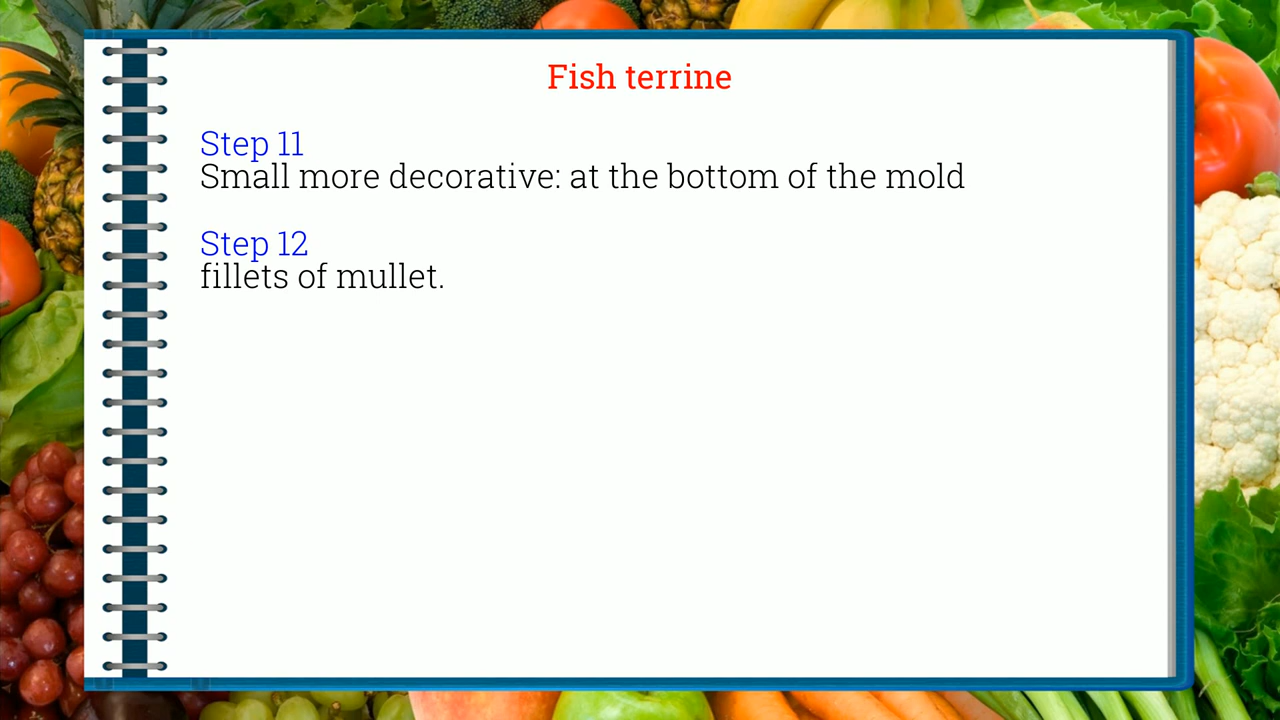 Fish terrine
Step 11
Small more decorative: at the bottom of the mold
Step 12
fillets of mullet.